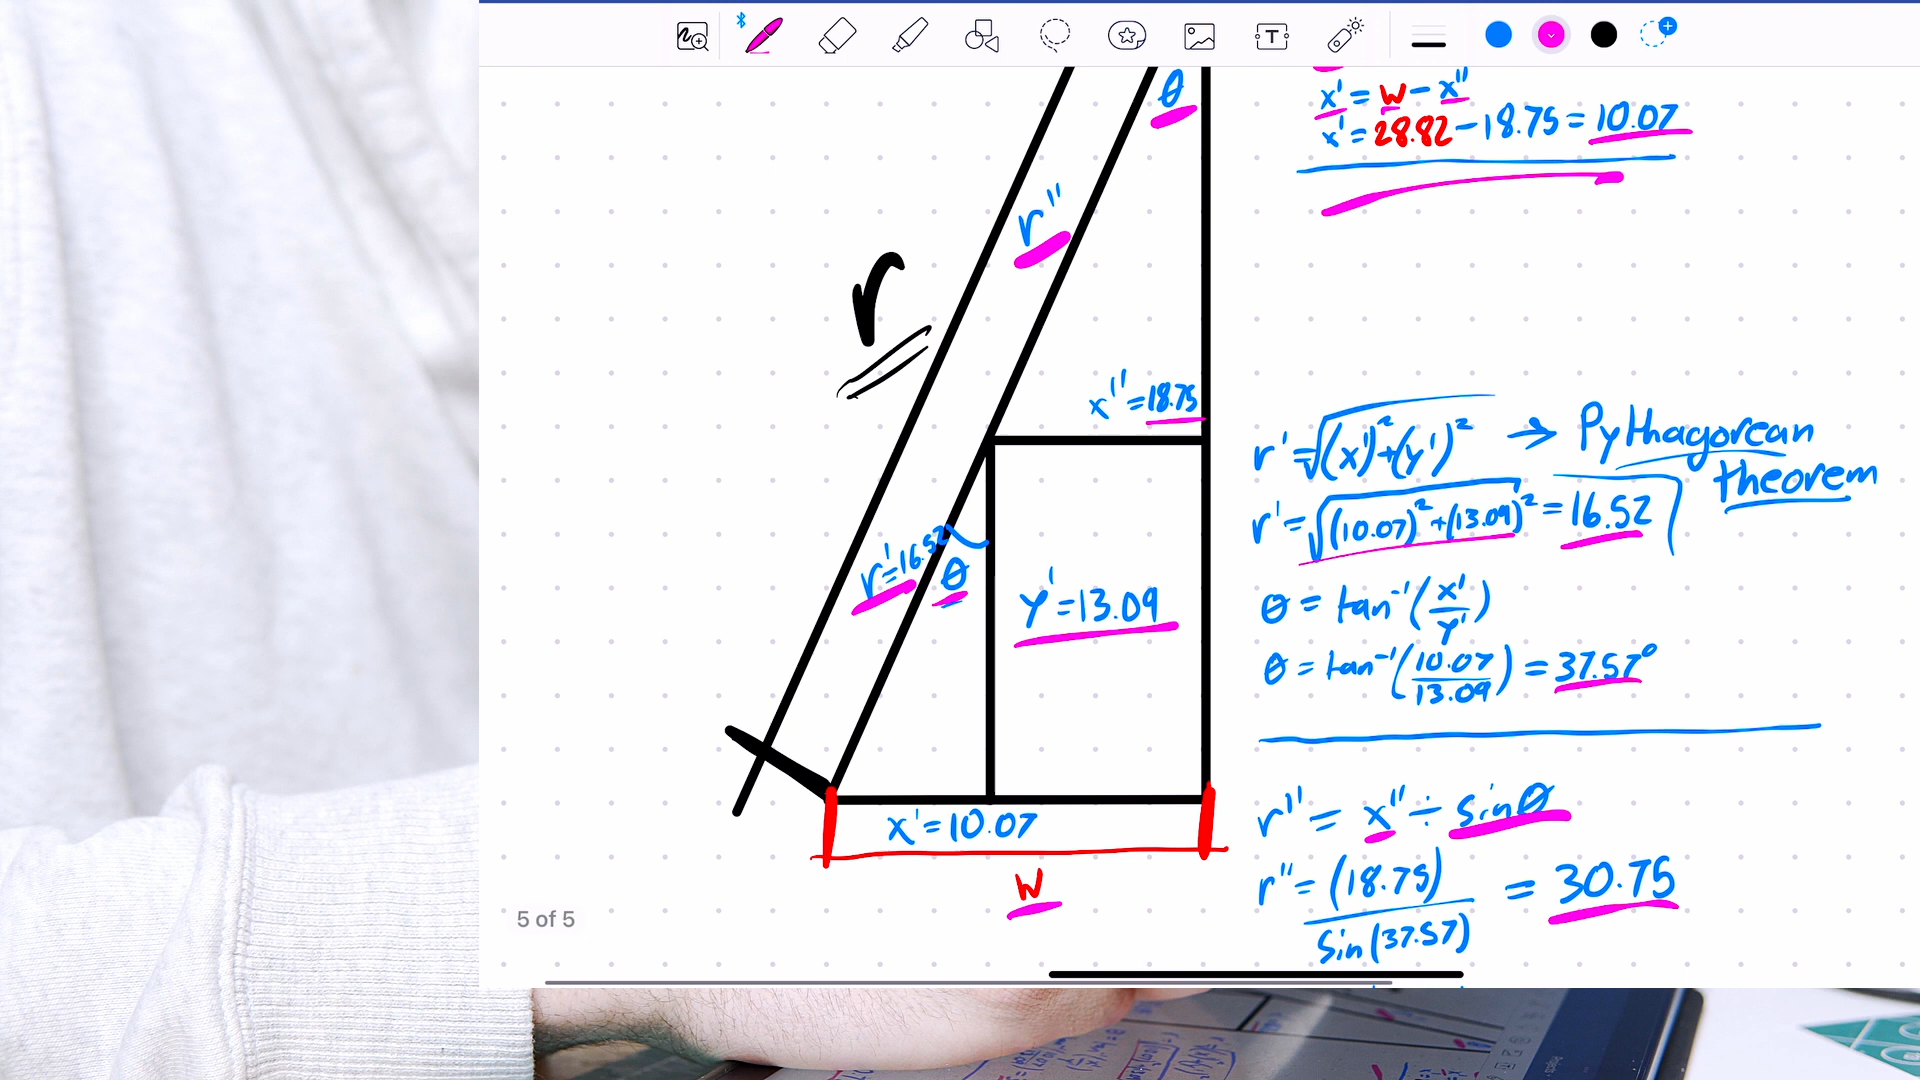 T
θ
x' = w - x''
x' = 28.82 - 18.75 = 10.07
r''
r
x'' = 18.75
r' = √(x')² + (y')² → Pythagorean
theorem
r' = √(10.07)² + (13.09)² = 16.52
r' = 16.52
θ
y' = 13.09
θ = tan⁻¹(x'/y')
θ = tan⁻¹(10.07/13.09) = 37.57°
x' = 10.07
w
r'' = x'' ÷ sinθ
r'' = (18.75)/sin(37.57) = 30.75
5 of 5